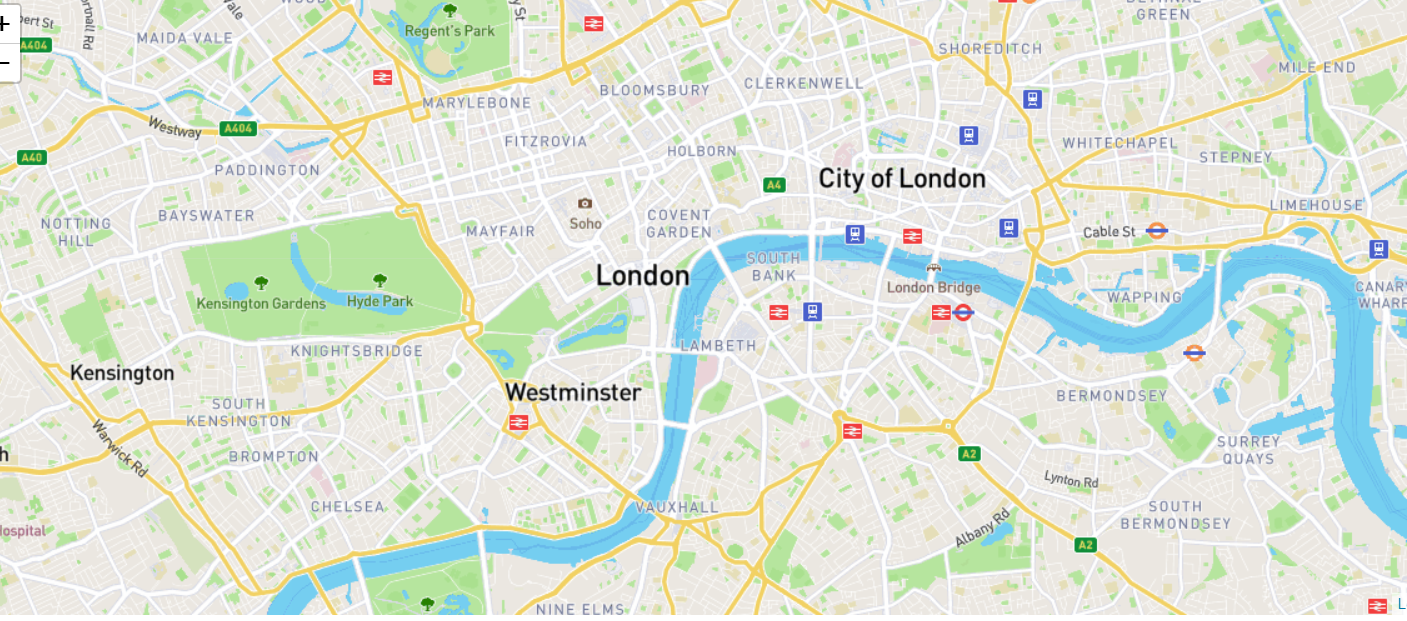 WOOD
BETHNAL
GREEN
Regent's Park
MAIDA VALE
A404
SHOREDITCH
MILE END
CLERKENWELL
BLOOMSBURY
MARYLEBONE
Westway
A404
FITZROVIA
WHITECHAPEL
HOLBORN
A40
STEPNEY
PADDINGTON
City of London
A4
LIMEHOUSE
BAYSWATER
NOTTING
HILL
Soho
COVENT
GARDEN
MAYFAIR
Cable St
SOUTH
BANK
London
London Bridge
WAPPING
CANARY
WHARF
Kensington Gardens
Hyde Park
LAMBETH
KNIGHTSBRIDGE
Kensington
Westminster
BERMONDSEY
SOUTH
KENSINGTON
Warwick Rd
SURREY
QUAYS
BROMPTON
A2
Lynton Rd
CHELSEA
VAUXHALL
SOUTH
BERMONDSEY
Albany Rd
A2
NINE ELMS